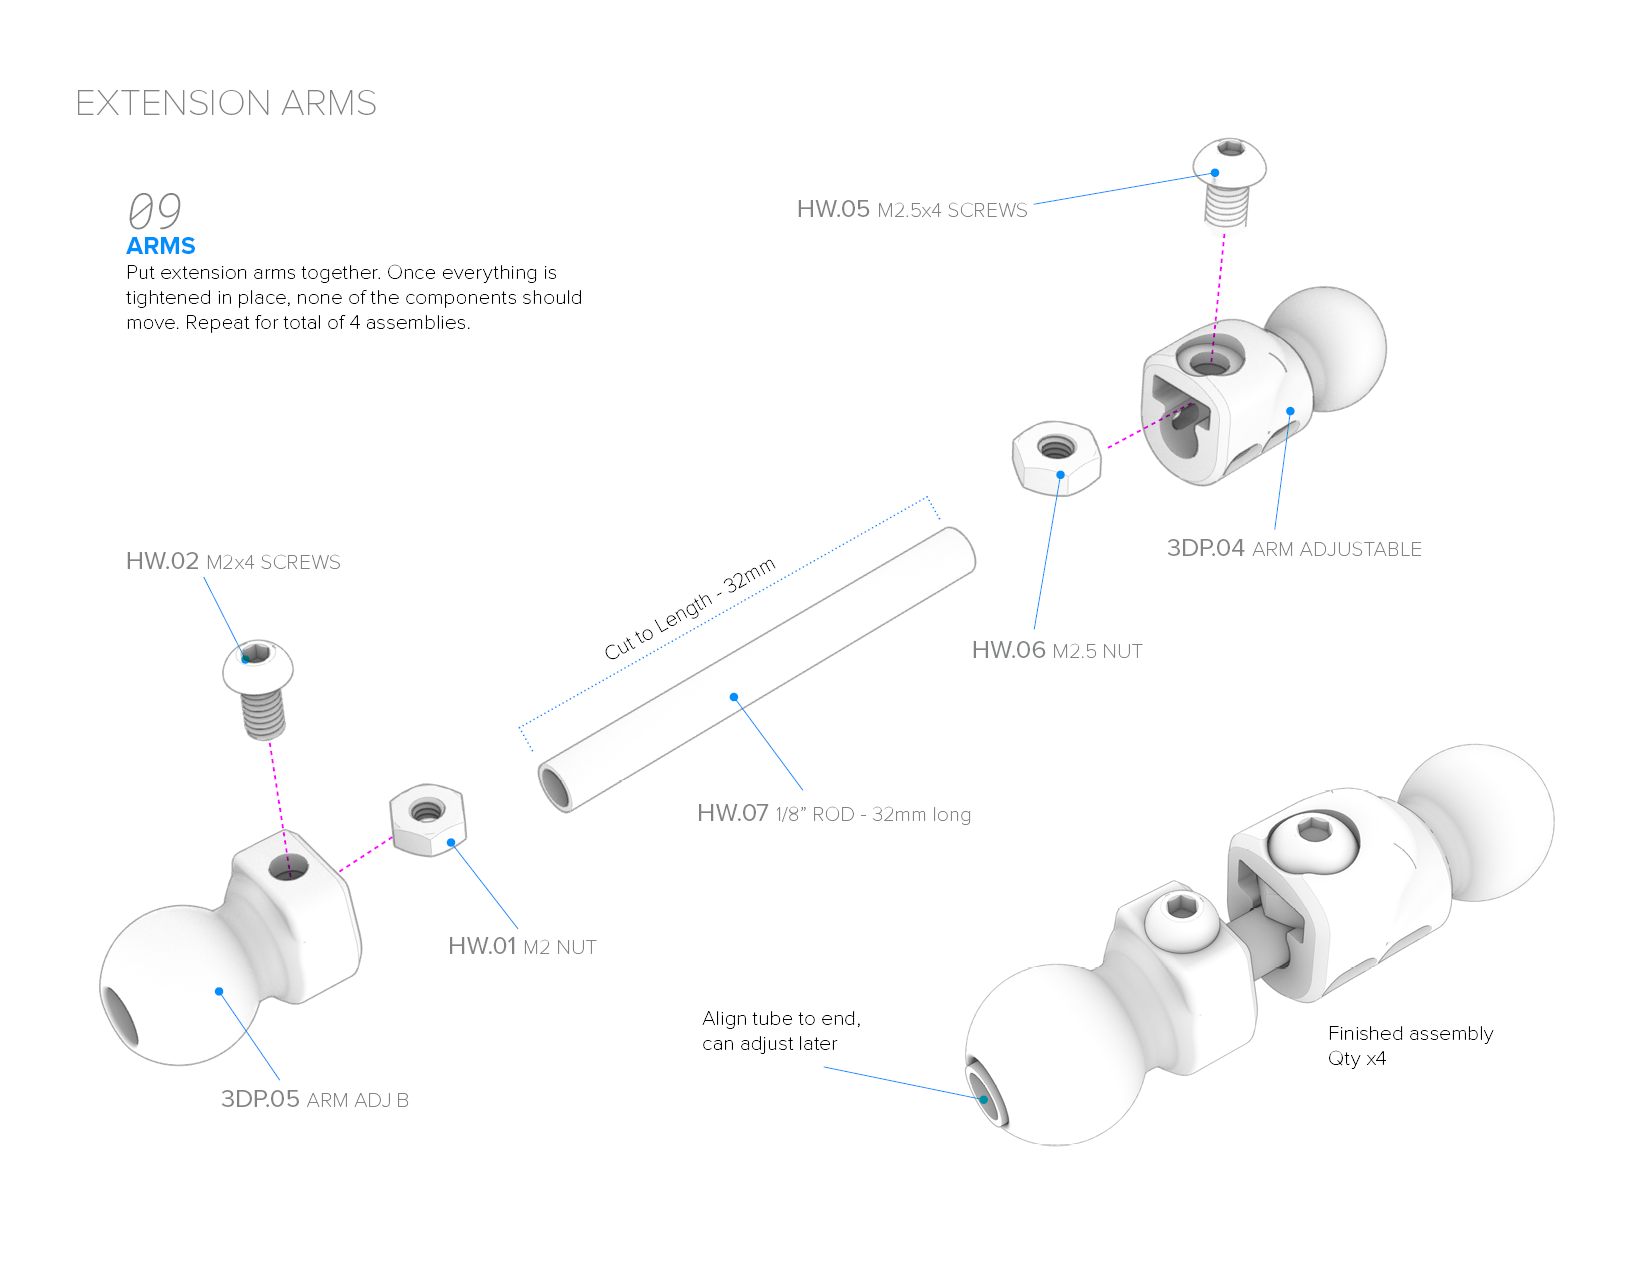 EXTENSION ARMS
09
ARMS
Put extension arms together. Once everything is
tightened in place, none of the components should
move. Repeat for total of 4 assemblies.
HW.05 M2.5x4 SCREWS
3DP.04 ARM ADJUSTABLE
HW.06 M2.5 NUT
HW.02 M2x4 SCREWS
Cut to Length - 32mm
HW.07 1/8” ROD - 32mm long
HW.01 M2 NUT
3DP.05 ARM ADJ B
Align tube to end,
can adjust later
Finished assembly
Qty x4